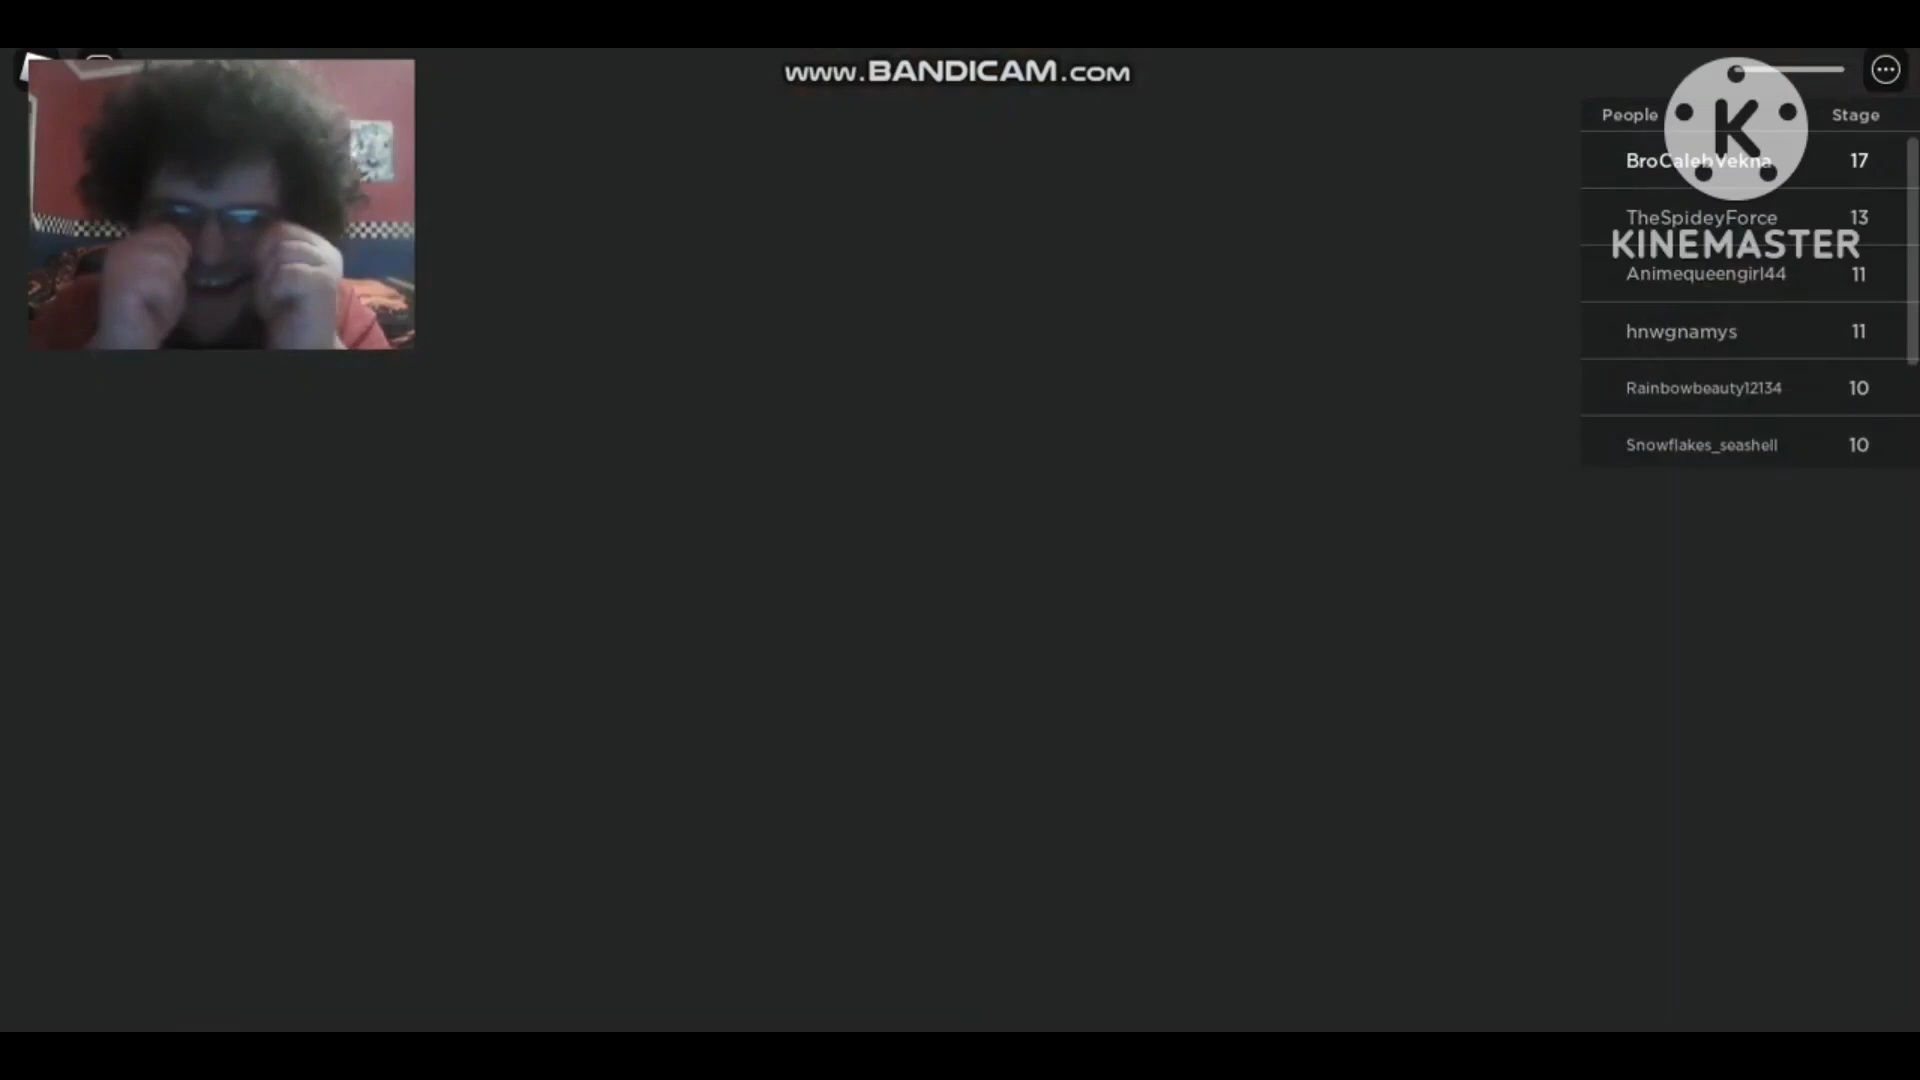 www.BANDICAM.com
K
KINEMASTER
People Stage
BroCalebVekna 17
TheSpideyForce 13
Animequeengirl44 11
hnwgnamys 11
Rainbowbeauty12134 10
Snowflakes_seashell 10